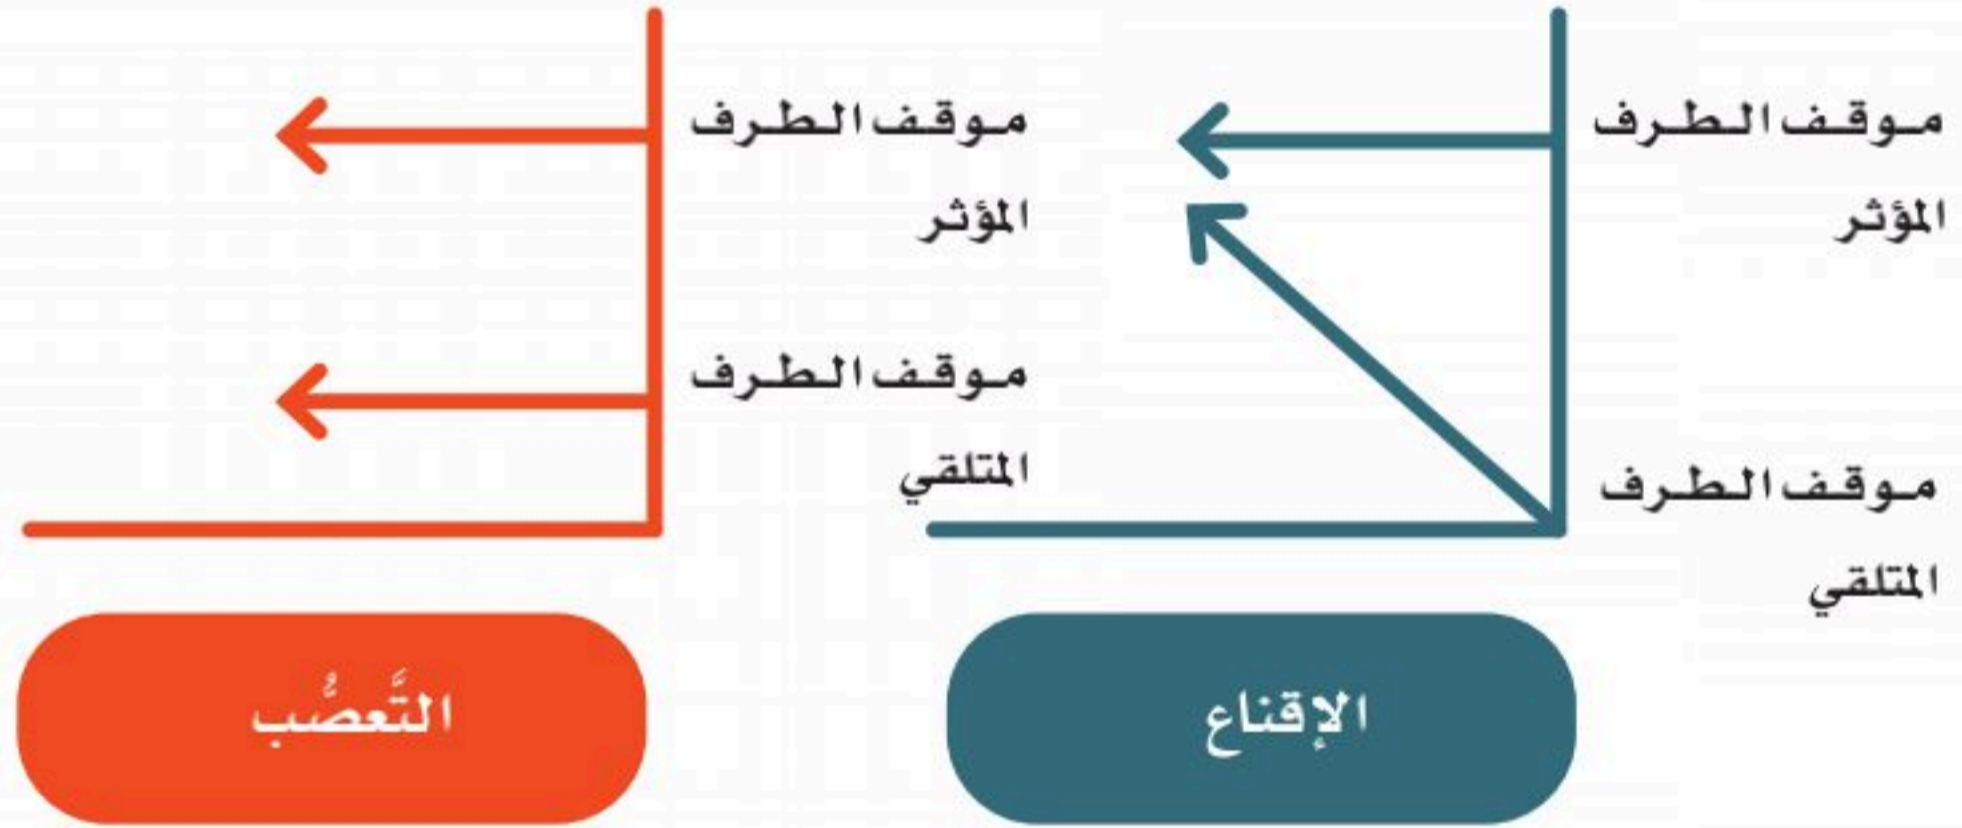 موقف الطرف
المؤثر
موقف الطرف
المتلقي
الإقناع
موقف الطرف
المؤثر
موقف الطرف
المتلقي
التَّعصُّب